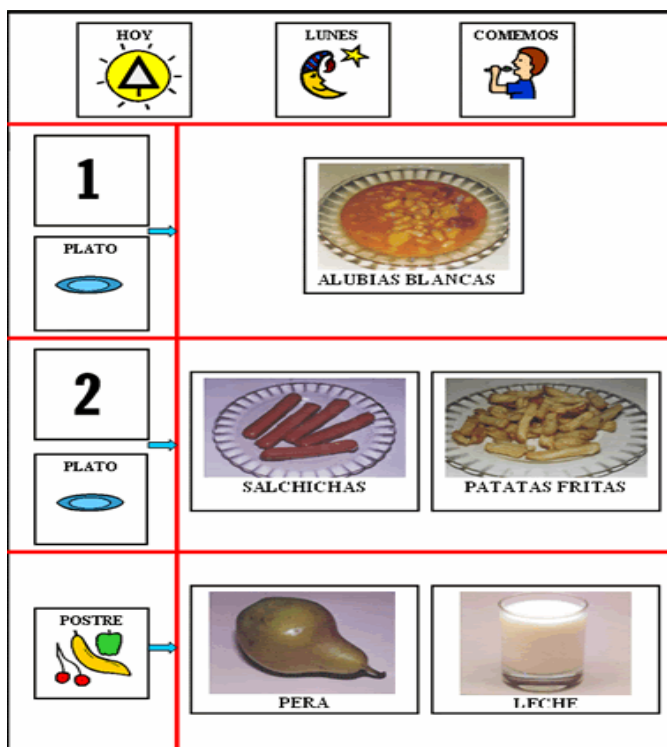 HOY
LUNES
COMEMOS
1
PLATO
ALUBIAS BLANCAS
2
PLATO
SALCHICHAS
PATATAS FRITAS
POSTRE
PERA
LECHE